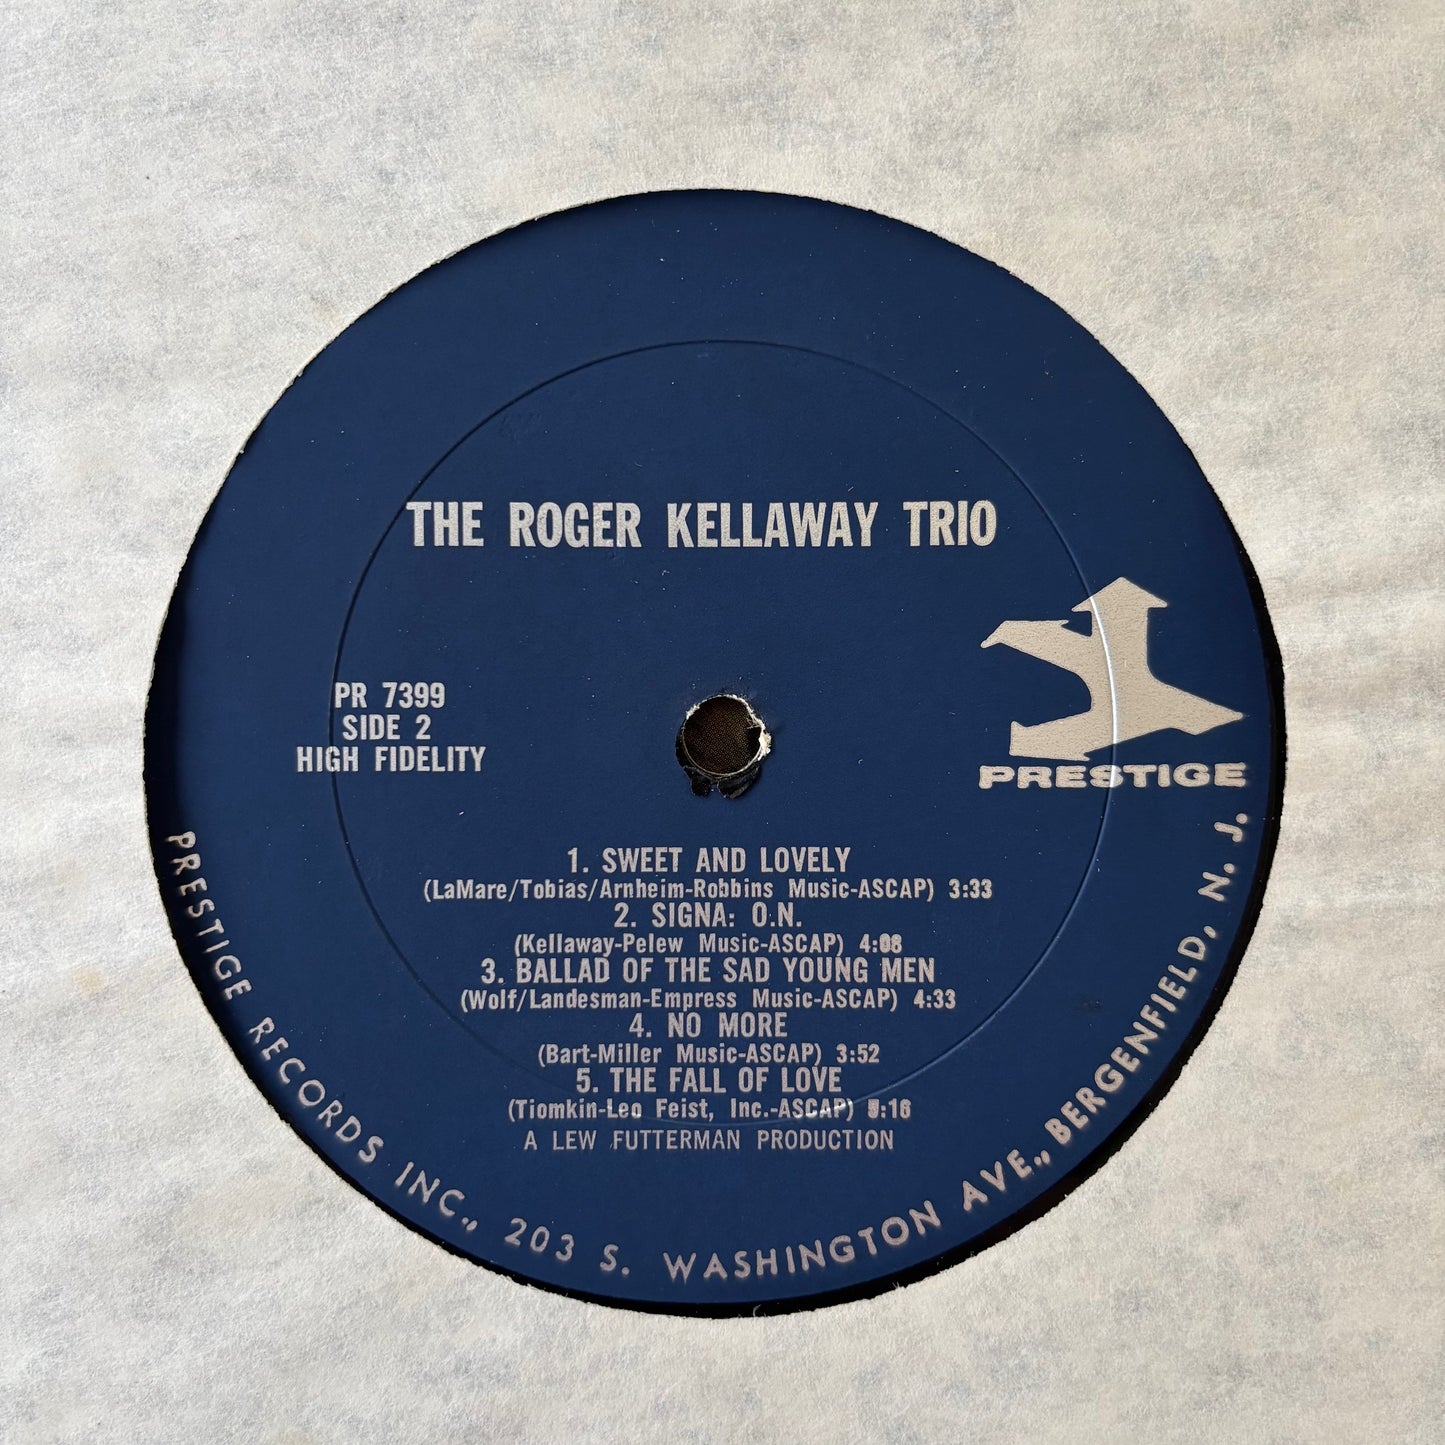 THE ROGER KELLAWAY TRIO
PR 7399
SIDE 2
HIGH FIDELITY
PRESTIGE
1. SWEET AND LOVELY
(LaMare/Tobias/Arnheim-Robbins Music-ASCAP) 3:33
2. SIGNA: O.N.
(Kellaway-Pelew Music-ASCAP) 4:08
3. BALLAD OF THE SAD YOUNG MEN
(Wolf/Landesman-Empress Music-ASCAP) 4:33
4. NO MORE
(Bart-Miller Music-ASCAP) 3:52
5. THE FALL OF LOVE
(Tiomkin-Leo Feist, Inc.-ASCAP) 5:16
A LEW FUTTERMAN PRODUCTION
PRESTIGE RECORDS INC., 203 S. WASHINGTON AVE., BERGENFIELD, N. J.